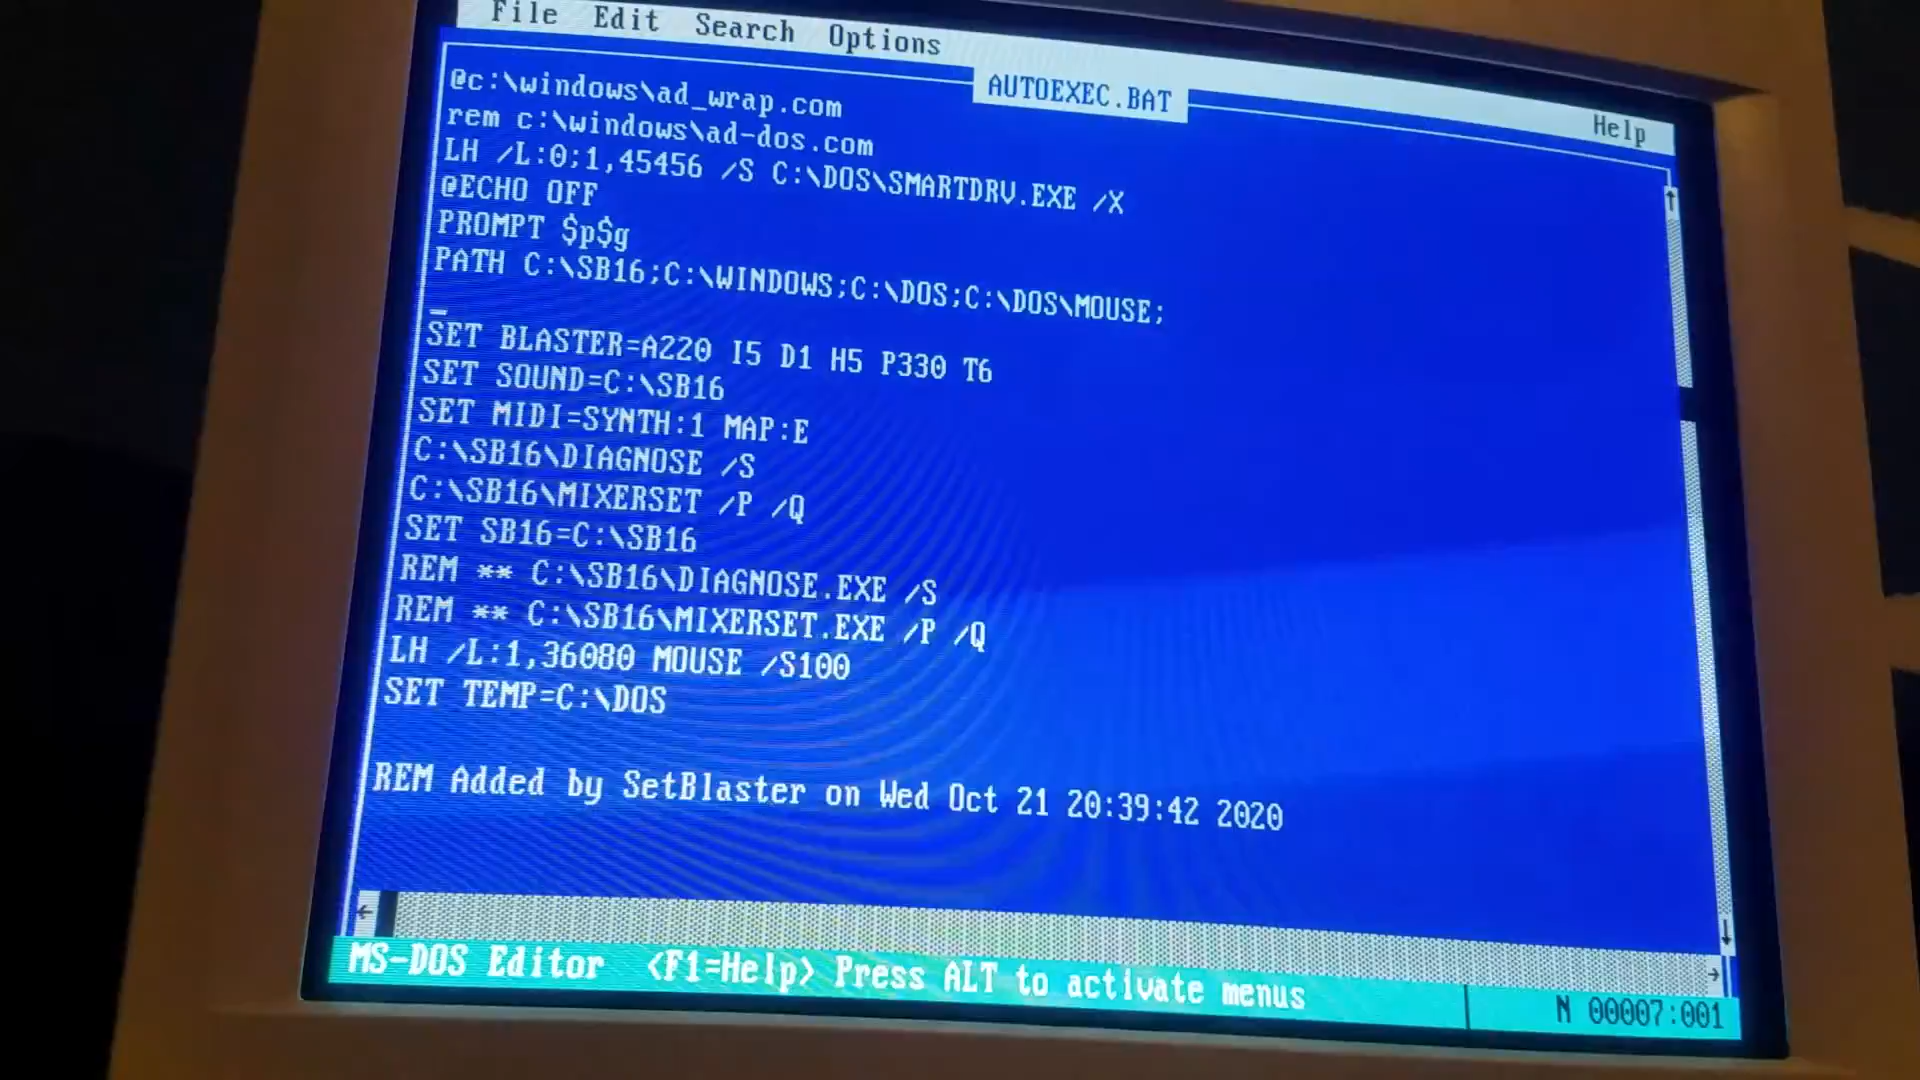 File Edit Search Options Help
AUTOEXEC.BAT
@c:\windows\ad_wrap.com
rem c:\windows\ad-dos.com
LH /L:0;1,45456 /S C:\DOS\SMARTDRV.EXE /X
@ECHO OFF
PROMPT $p$g
PATH C:\SB16;C:\WINDOWS;C:\DOS;C:\DOS\MOUSE;
SET BLASTER=A220 I5 D1 H5 P330 T6
SET SOUND=C:\SB16
SET MIDI=SYNTH:1 MAP:E
C:\SB16\DIAGNOSE /S
C:\SB16\MIXERSET /P /Q
SET SB16=C:\SB16
REM ** C:\SB16\DIAGNOSE.EXE /S
REM ** C:\SB16\MIXERSET.EXE /P /Q
LH /L:1,36080 MOUSE /S100
SET TEMP=C:\DOS
REM Added by SetBlaster on Wed Oct 21 20:39:42 2020
MS-DOS Editor <F1=Help> Press ALT to activate menus N 00007:001